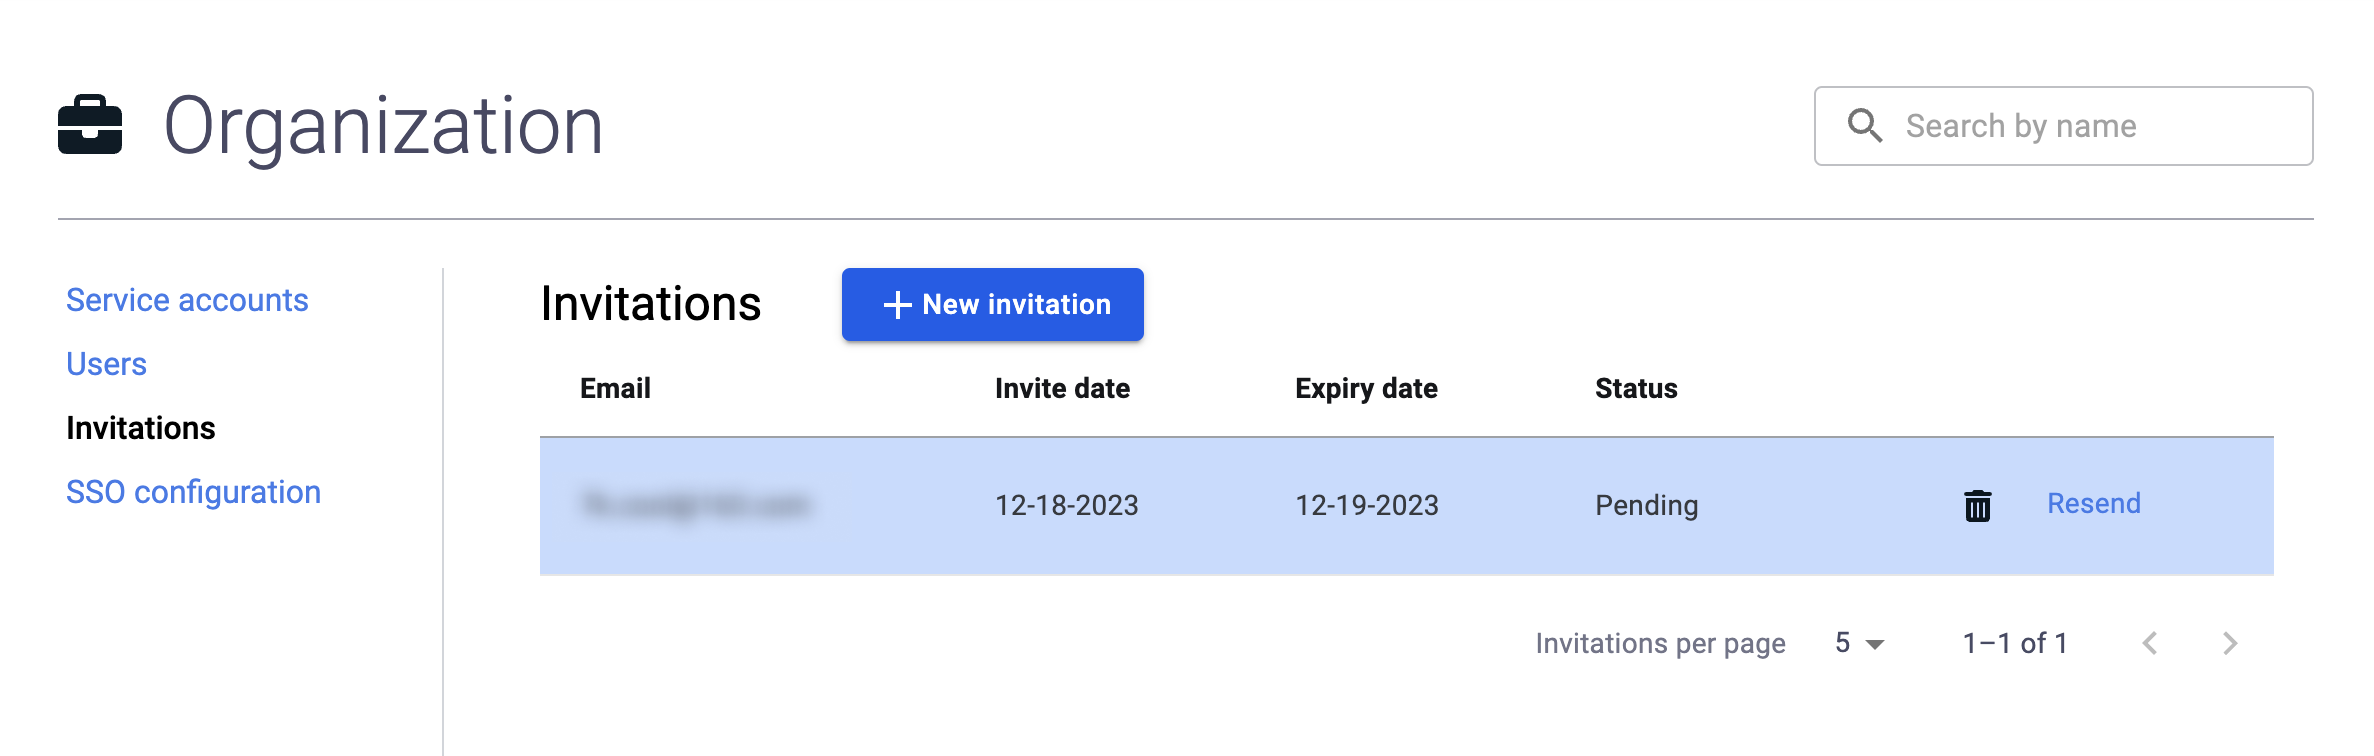 Organization
Search by name
Service accounts
Users
Invitations
SSO configuration
Invitations
New invitation
Email Invite date Expiry date Status
12-18-2023 12-19-2023 Pending Resend
Invitations per page 5 1–1 of 1